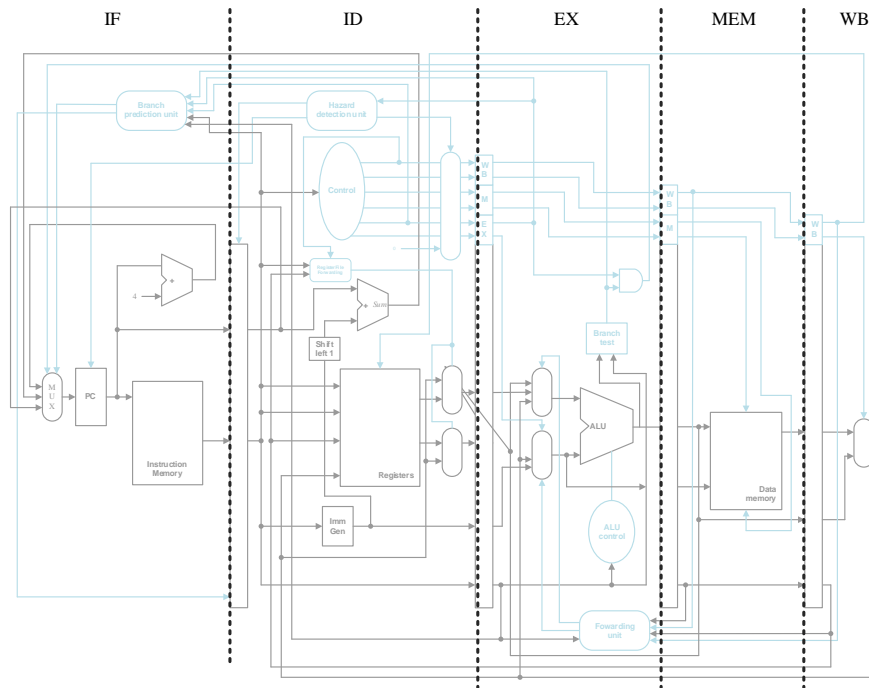 IF
ID
EX
MEM
WB
Branch
prediction unit
Hazard
detection unit
Control
W
B
M
E
X
W
B
M
W
B
4
+
+
Sum
Shift
left 1
Branch
test
M
U
X
PC
Instruction
Memory
Registers
ALU
Data
memory
Imm
Gen
ALU
control
Fowarding
unit